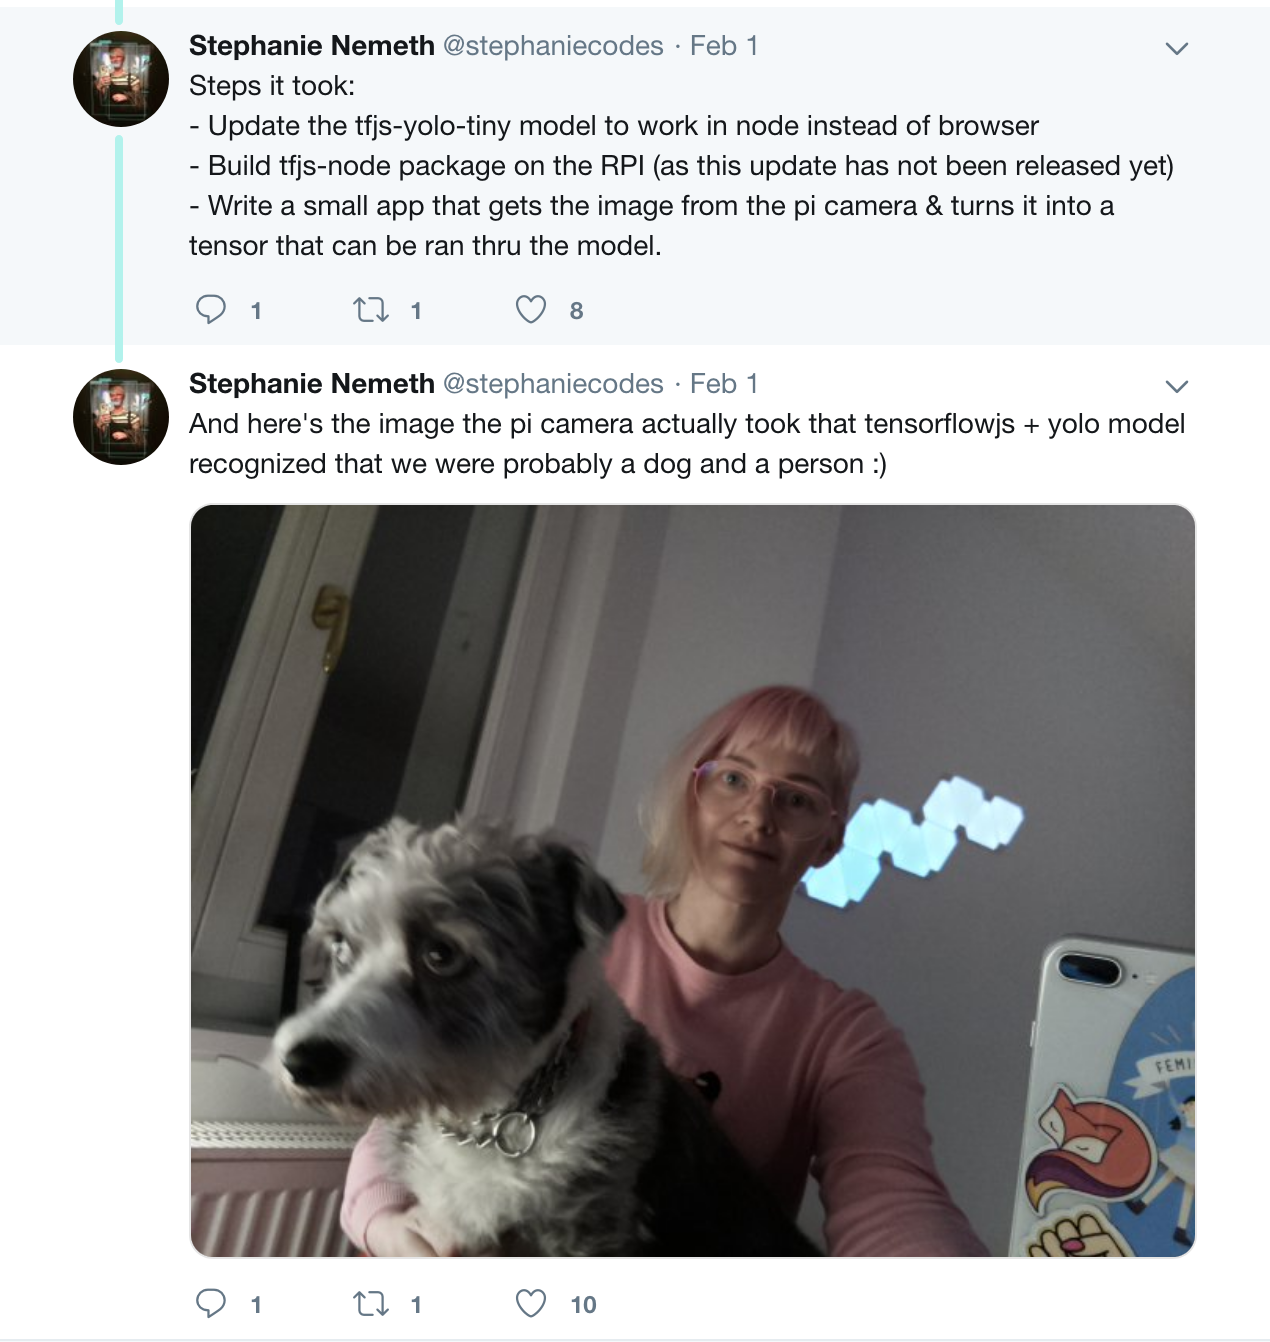 Stephanie Nemeth @stephaniecodes · Feb 1
Steps it took:
- Update the tfjs-yolo-tiny model to work in node instead of browser
- Build tfjs-node package on the RPI (as this update has not been released yet)
- Write a small app that gets the image from the pi camera & turns it into a
tensor that can be ran thru the model.
1 1 8
Stephanie Nemeth @stephaniecodes · Feb 1
And here's the image the pi camera actually took that tensorflowjs + yolo model
recognized that we were probably a dog and a person :)
FEMI
1 1 10